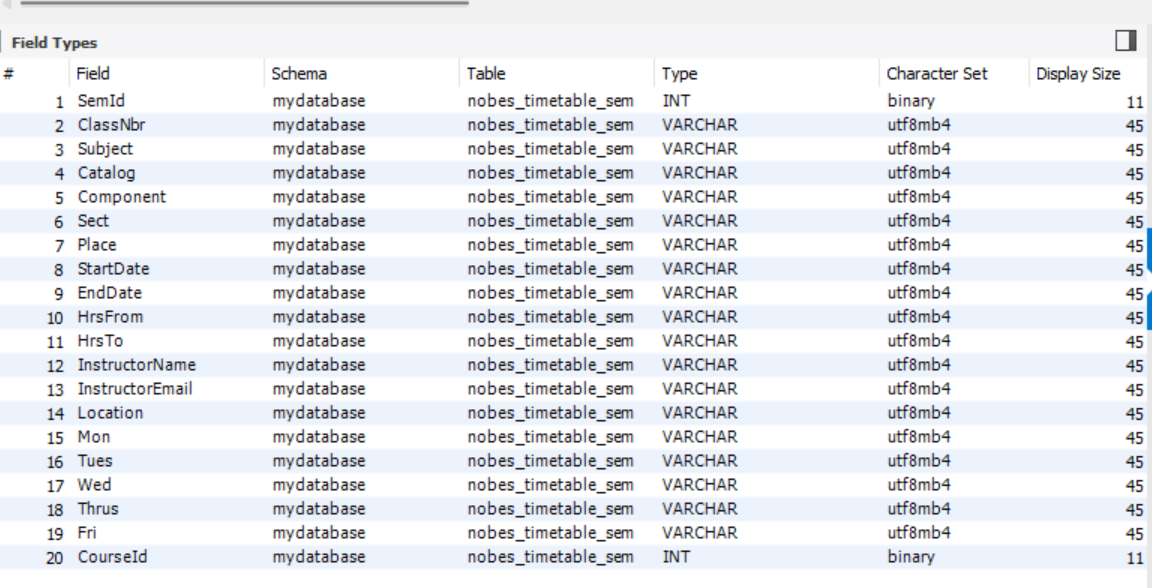 Field Types
# Field Schema Table Type Character Set Display Size
1 SemId mydatabase nobes_timetable_sem INT binary 11
2 ClassNbr mydatabase nobes_timetable_sem VARCHAR utf8mb4 45
3 Subject mydatabase nobes_timetable_sem VARCHAR utf8mb4 45
4 Catalog mydatabase nobes_timetable_sem VARCHAR utf8mb4 45
5 Component mydatabase nobes_timetable_sem VARCHAR utf8mb4 45
6 Sect mydatabase nobes_timetable_sem VARCHAR utf8mb4 45
7 Place mydatabase nobes_timetable_sem VARCHAR utf8mb4 45
8 StartDate mydatabase nobes_timetable_sem VARCHAR utf8mb4 45
9 EndDate mydatabase nobes_timetable_sem VARCHAR utf8mb4 45
10 HrsFrom mydatabase nobes_timetable_sem VARCHAR utf8mb4 45
11 HrsTo mydatabase nobes_timetable_sem VARCHAR utf8mb4 45
12 InstructorName mydatabase nobes_timetable_sem VARCHAR utf8mb4 45
13 InstructorEmail mydatabase nobes_timetable_sem VARCHAR utf8mb4 45
14 Location mydatabase nobes_timetable_sem VARCHAR utf8mb4 45
15 Mon mydatabase nobes_timetable_sem VARCHAR utf8mb4 45
16 Tues mydatabase nobes_timetable_sem VARCHAR utf8mb4 45
17 Wed mydatabase nobes_timetable_sem VARCHAR utf8mb4 45
18 Thrus mydatabase nobes_timetable_sem VARCHAR utf8mb4 45
19 Fri mydatabase nobes_timetable_sem VARCHAR utf8mb4 45
20 CourseId mydatabase nobes_timetable_sem INT binary 11